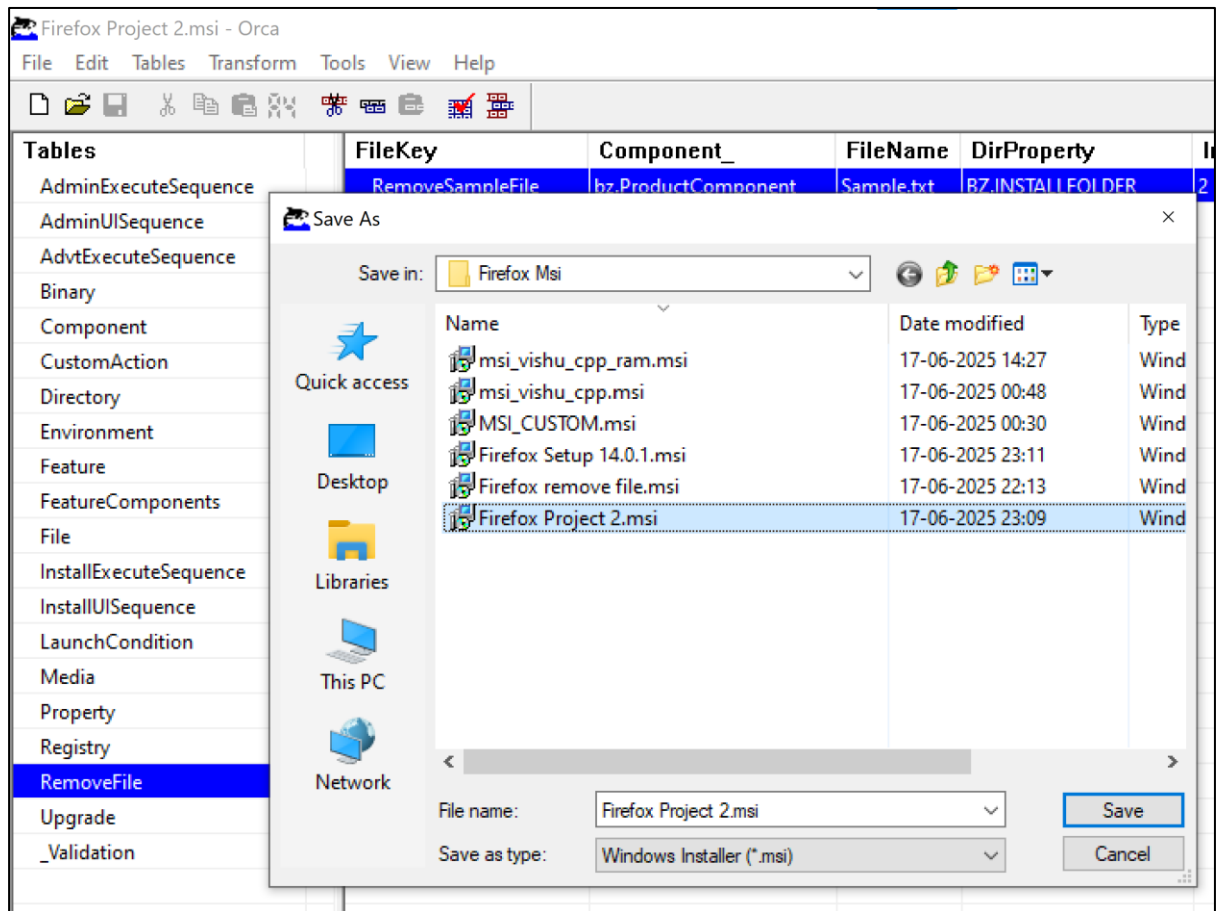 Firefox Project 2.msi - Orca
File Edit Tables Transform Tools View Help
Tables FileKey Component_ FileName DirProperty
AdminExecuteSequence RemoveSampleFile bz.ProductComponent Sample.txt BZ.INSTALLFOLDER 2
AdminUISequence
AdvtExecuteSequence
Binary
Component
CustomAction
Directory
Environment
Feature
FeatureComponents
File
InstallExecuteSequence
InstallUISequence
LaunchCondition
Media
Property
Registry
RemoveFile
Upgrade
_Validation
Save As
Save in: Firefox Msi
Quick access
Desktop
Libraries
This PC
Network
Name Date modified Type
msi_vishu_cpp_ram.msi 17-06-2025 14:27 Wind
msi_vishu_cpp.msi 17-06-2025 00:48 Wind
MSI_CUSTOM.msi 17-06-2025 00:30 Wind
Firefox Setup 14.0.1.msi 17-06-2025 23:11 Wind
Firefox remove file.msi 17-06-2025 22:13 Wind
Firefox Project 2.msi 17-06-2025 23:09 Wind
File name: Firefox Project 2.msi Save
Save as type: Windows Installer (*.msi) Cancel